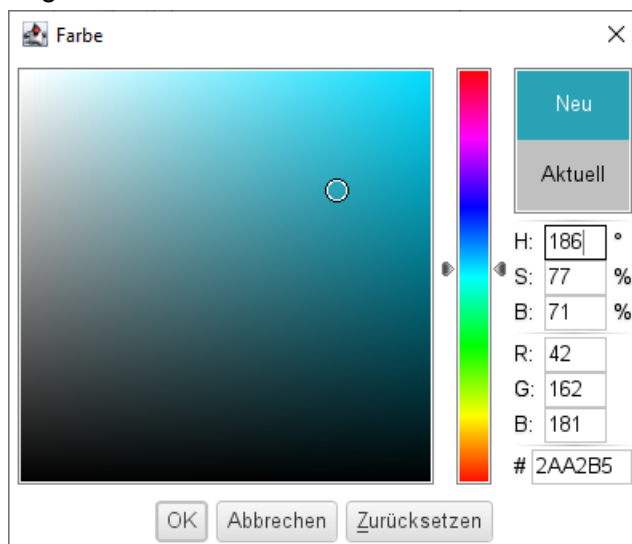 Farbe
Neu
Aktuell
H: 186 °
S: 77 %
B: 71 %
R: 42
G: 162
B: 181
# 2AA2B5
OK Abbrechen Zurücksetzen